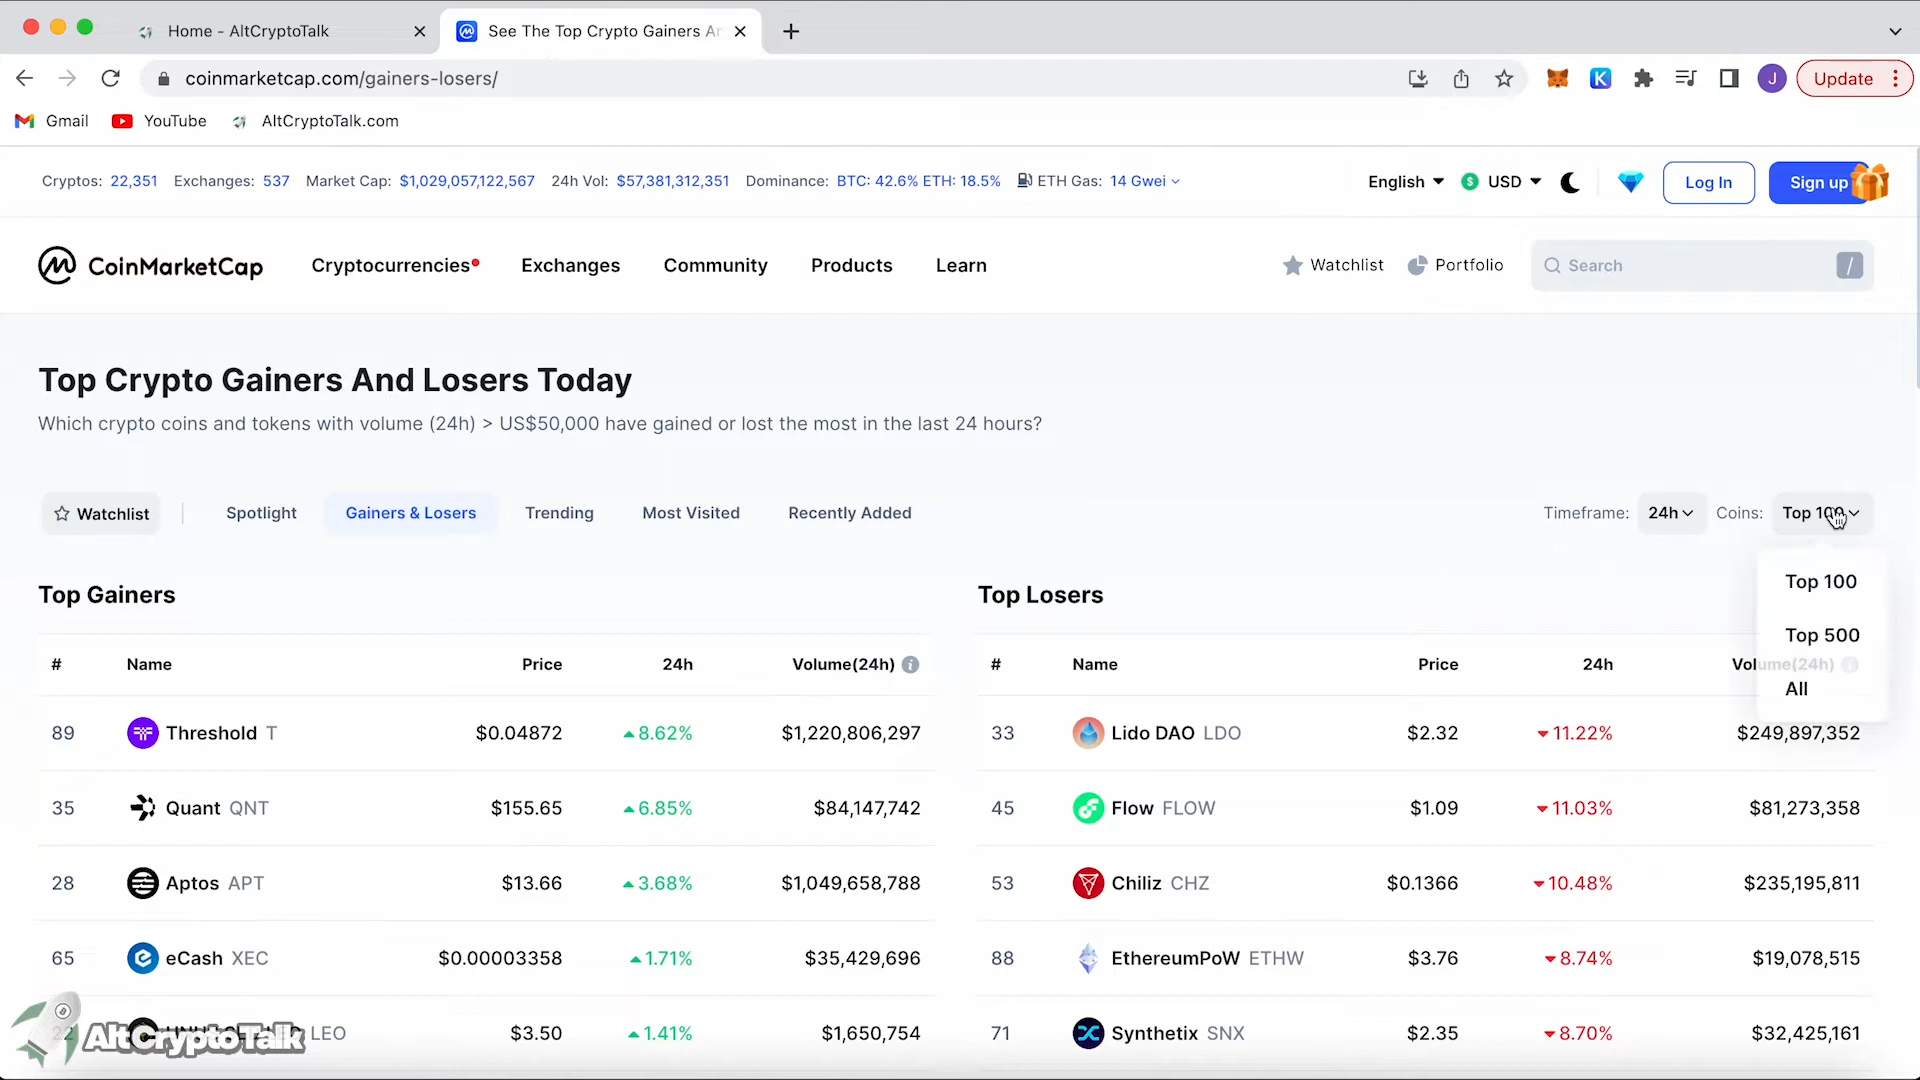 Home - AltCryptoTalk
See The Top Crypto Gainers Ar
coinmarketcap.com/gainers-losers/
K
J
Update
Gmail
YouTube
AltCryptoTalk.com
Cryptos: 22,351 Exchanges: 537 Market Cap: $1,029,057,122,567 24h Vol: $57,381,312,351 Dominance: BTC: 42.6% ETH: 18.5% ETH Gas: 14 Gwei
English
$ USD
Log In
Sign up
CoinMarketCap
Cryptocurrencies
Exchanges
Community
Products
Learn
Watchlist
Portfolio
Search
/
Top Crypto Gainers And Losers Today
Which crypto coins and tokens with volume (24h) > US$50,000 have gained or lost the most in the last 24 hours?
Watchlist
Spotlight
Gainers & Losers
Trending
Most Visited
Recently Added
Timeframe: 24h
Coins: Top 100
Top 100
Top 500
All
Top Gainers
# Name Price 24h Volume(24h)
89 Threshold T $0.04872 8.62% $1,220,806,297
35 Quant QNT $155.65 6.85% $84,147,742
28 Aptos APT $13.66 3.68% $1,049,658,788
65 eCash XEC $0.00003358 1.71% $35,429,696
22 LEO $3.50 1.41% $1,650,754
Top Losers
# Name Price 24h Volume(24h)
33 Lido DAO LDO $2.32 11.22% $249,897,352
45 Flow FLOW $1.09 11.03% $81,273,358
53 Chiliz CHZ $0.1366 10.48% $235,195,811
88 EthereumPoW ETHW $3.76 8.74% $19,078,515
71 Synthetix SNX $2.35 8.70% $32,425,161
AltCryptoTalk